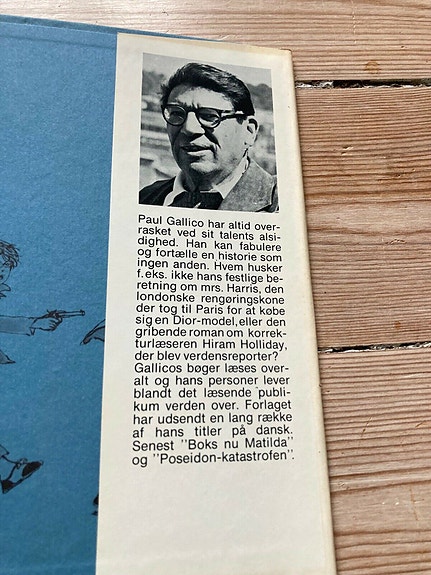 Paul Gallico har altid over-
rasket ved sit talents alsi-
dighed. Han kan fabulere
og fortælle en historie som
ingen anden. Hvem husker
f.eks. ikke hans festlige be-
retning om mrs. Harris, den
londonske rengøringskone
der tog til Paris for at købe
sig en Dior-model, eller den
gribende roman om korrek-
turlæseren Hiram Holliday,
der blev verdensreporter?
Gallicos bøger læses over-
alt og hans personer lever
blandt det læsende publi-
kum verden over. Forlaget
har udsendt en lang række
af hans titler på dansk.
Senest "Boks nu Matilda"
og "Poseidon-katastrofen".